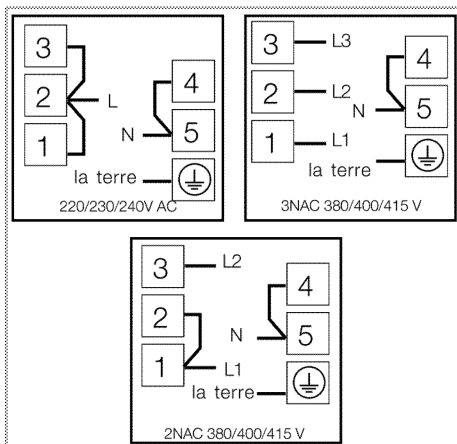 3
2 L
1
4
N 5
la terre
220/230/240V AC
3 L3
2 L2
1 L1
4
N 5
la terre
3NAC 380/400/415 V
3 L2
2
1 L1
4
N 5
la terre
2NAC 380/400/415 V